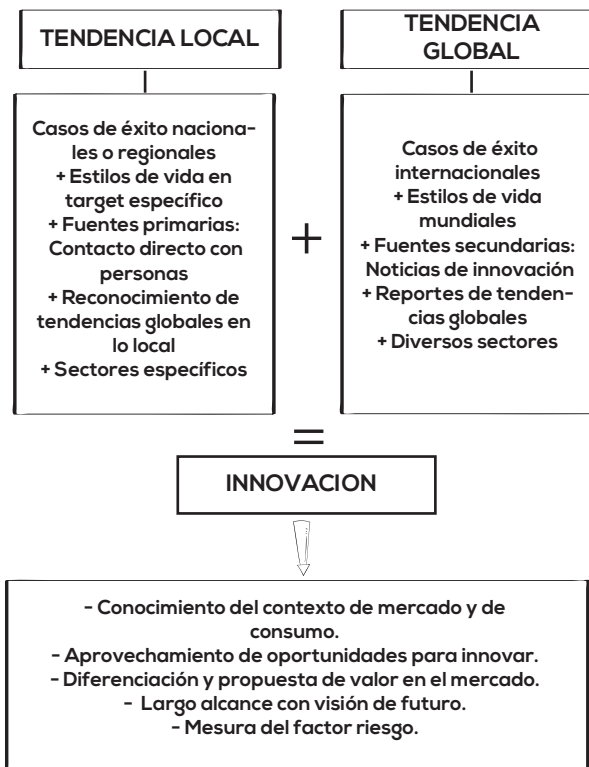 TENDENCIA LOCAL
Casos de éxito naciona-
les o regionales
+ Estilos de vida en
target específico
+ Fuentes primarias:
Contacto directo con
personas
+ Reconocimiento de
tendencias globales en
lo local
+ Sectores específicos
+
TENDENCIA
GLOBAL
Casos de éxito
internacionales
+ Estilos de vida
mundiales
+ Fuentes secundarias:
Noticias de innovación
+ Reportes de tenden-
cias globales
+ Diversos sectores
=
INNOVACION
- Conocimiento del contexto de mercado y de
consumo.
- Aprovechamiento de oportunidades para innovar.
- Diferenciación y propuesta de valor en el mercado.
- Largo alcance con visión de futuro.
- Mesura del factor riesgo.